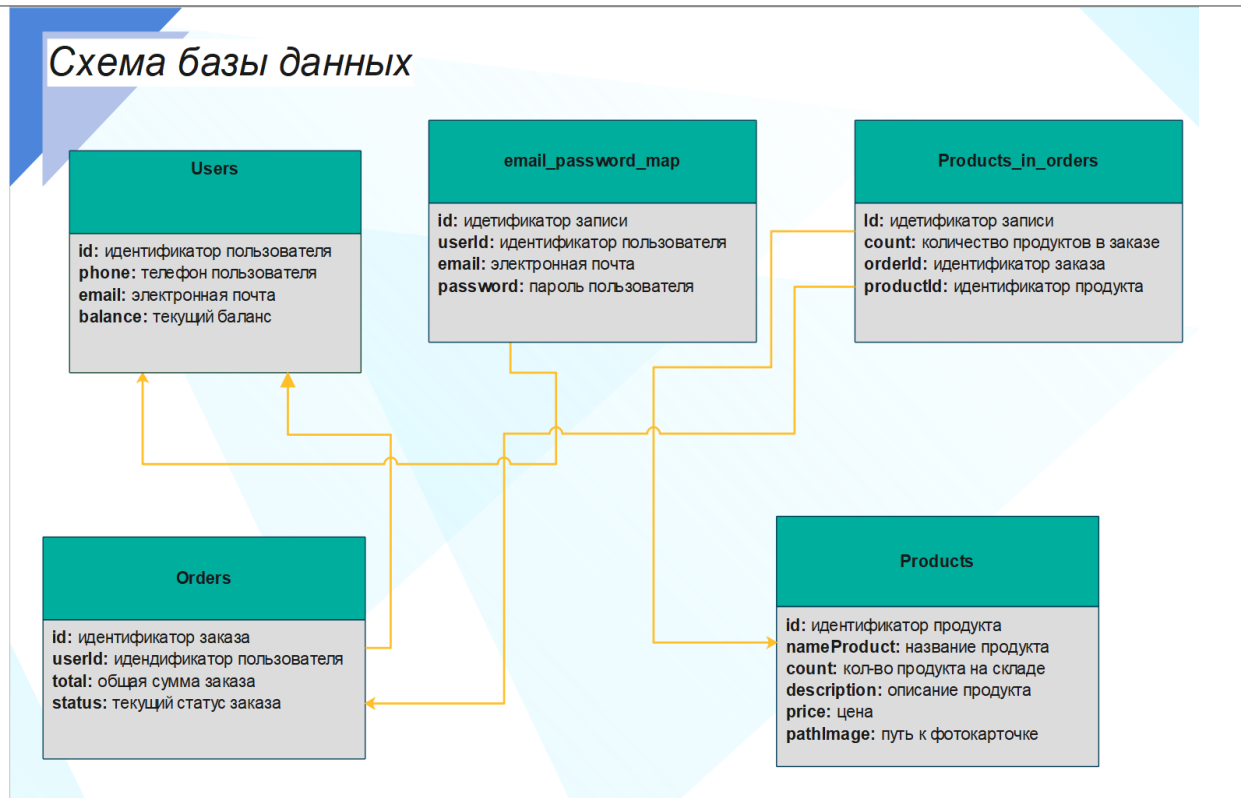 Схема базы данных
Users
id: идентификатор пользователя
phone: телефон пользователя
email: электронная почта
balance: текущий баланс
email_password_map
id: идетификатор записи
userId: идентификатор пользователя
email: электронная почта
password: пароль пользователя
Products_in_orders
Id: идетификатор записи
count: количество продуктов в заказе
orderId: идентификатор заказа
productId: идентификатор продукта
Orders
id: идентификатор заказа
userId: идендификатор пользователя
total: общая сумма заказа
status: текущий статус заказа
Products
id: идентификатор продукта
nameProduct: название продукта
count: кол-во продукта на складе
description: описание продукта
price: цена
pathImage: путь к фотокарточке